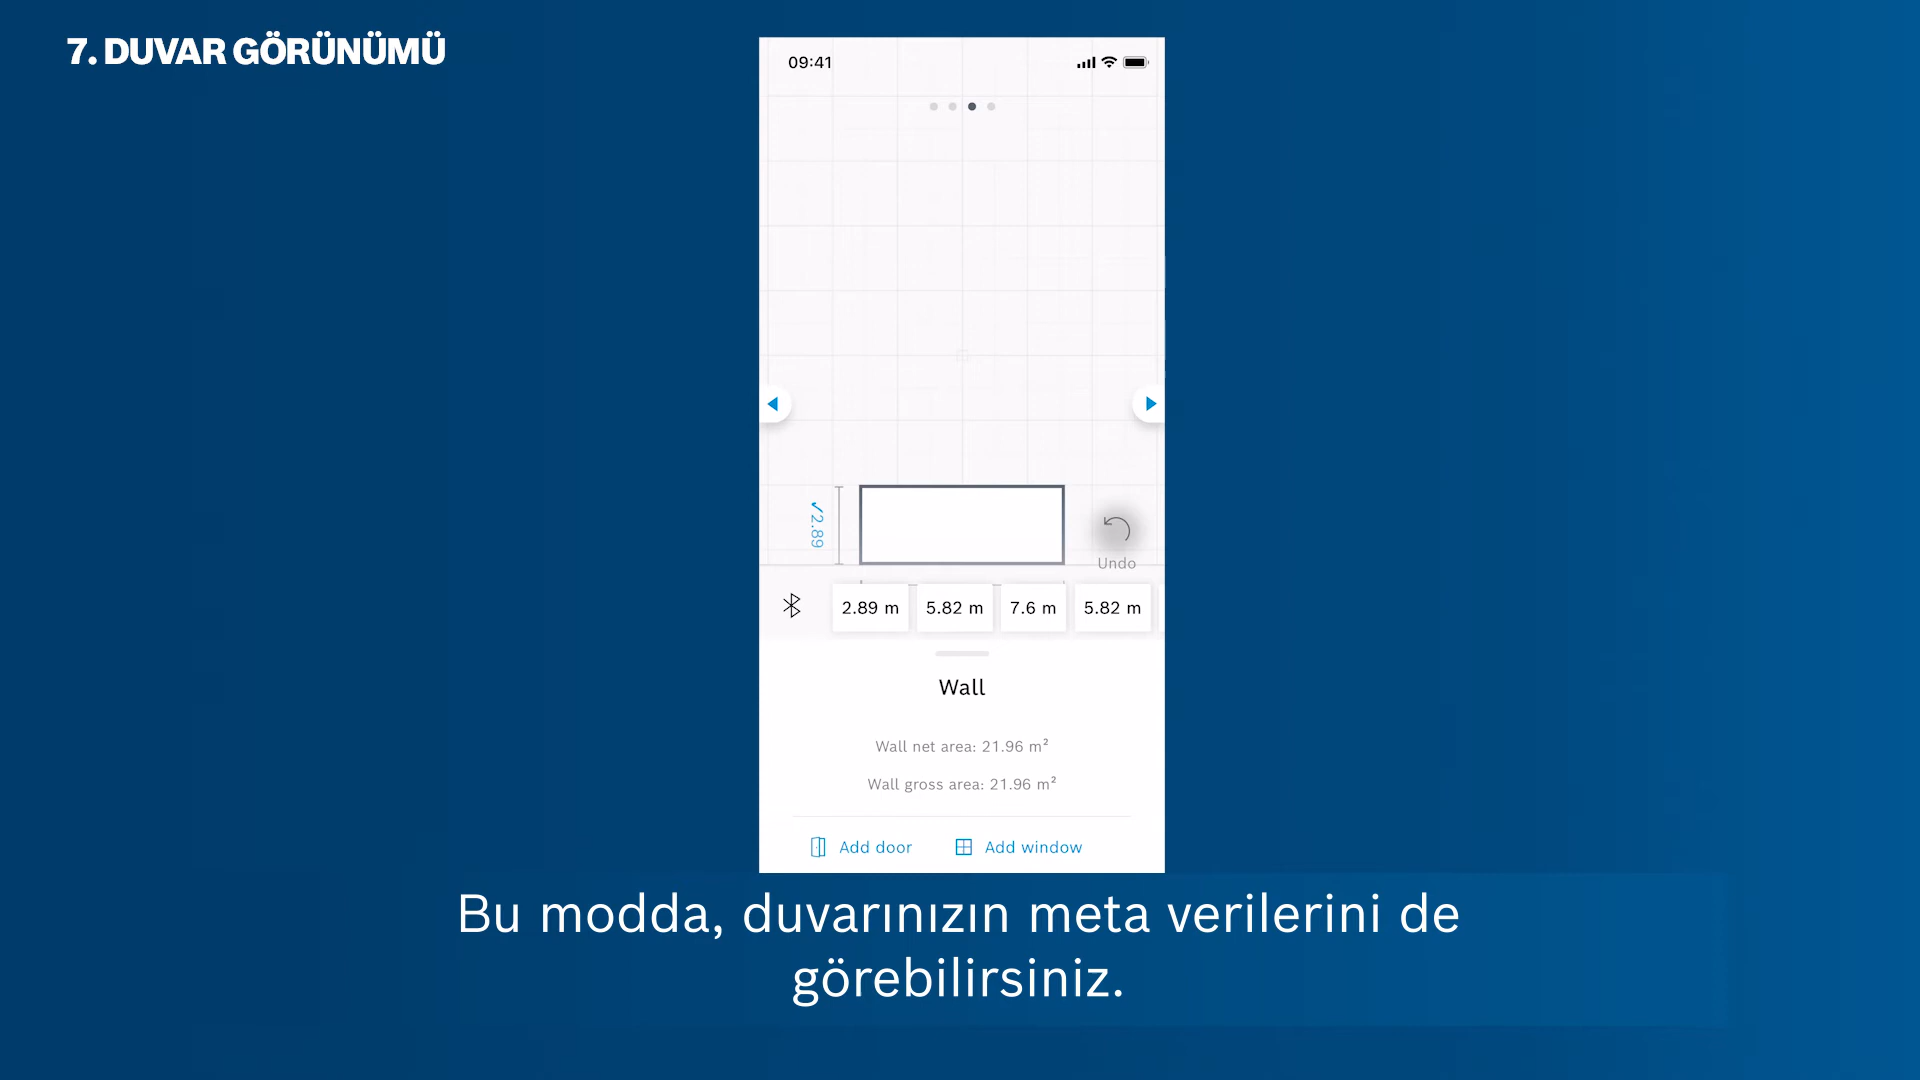 7. DUVAR GÖRÜNÜMÜ
09:41
✓2.89
Undo
2.89 m 5.82 m 7.6 m 5.82 m
Wall
Wall net area: 21.96 m²
Wall gross area: 21.96 m²
Add door Add window
Bu modda, duvarınızın meta verilerini de
görebilirsiniz.